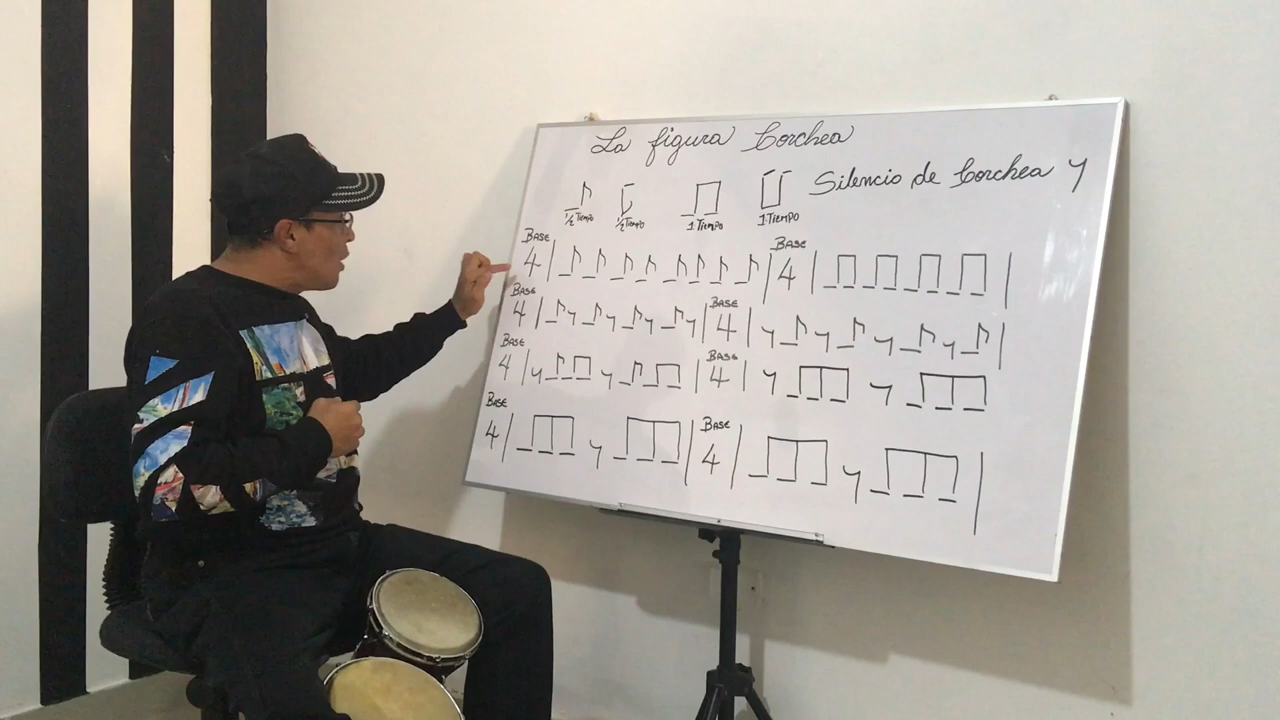 La figura Corchea
Silencio de Corchea 𝄾
1/2 Tiempo 1/2 Tiempo 1 Tiempo 1 Tiempo
Base Base
4 4
Base Base
4 4
Base Base
4 4
Base Base
4 4